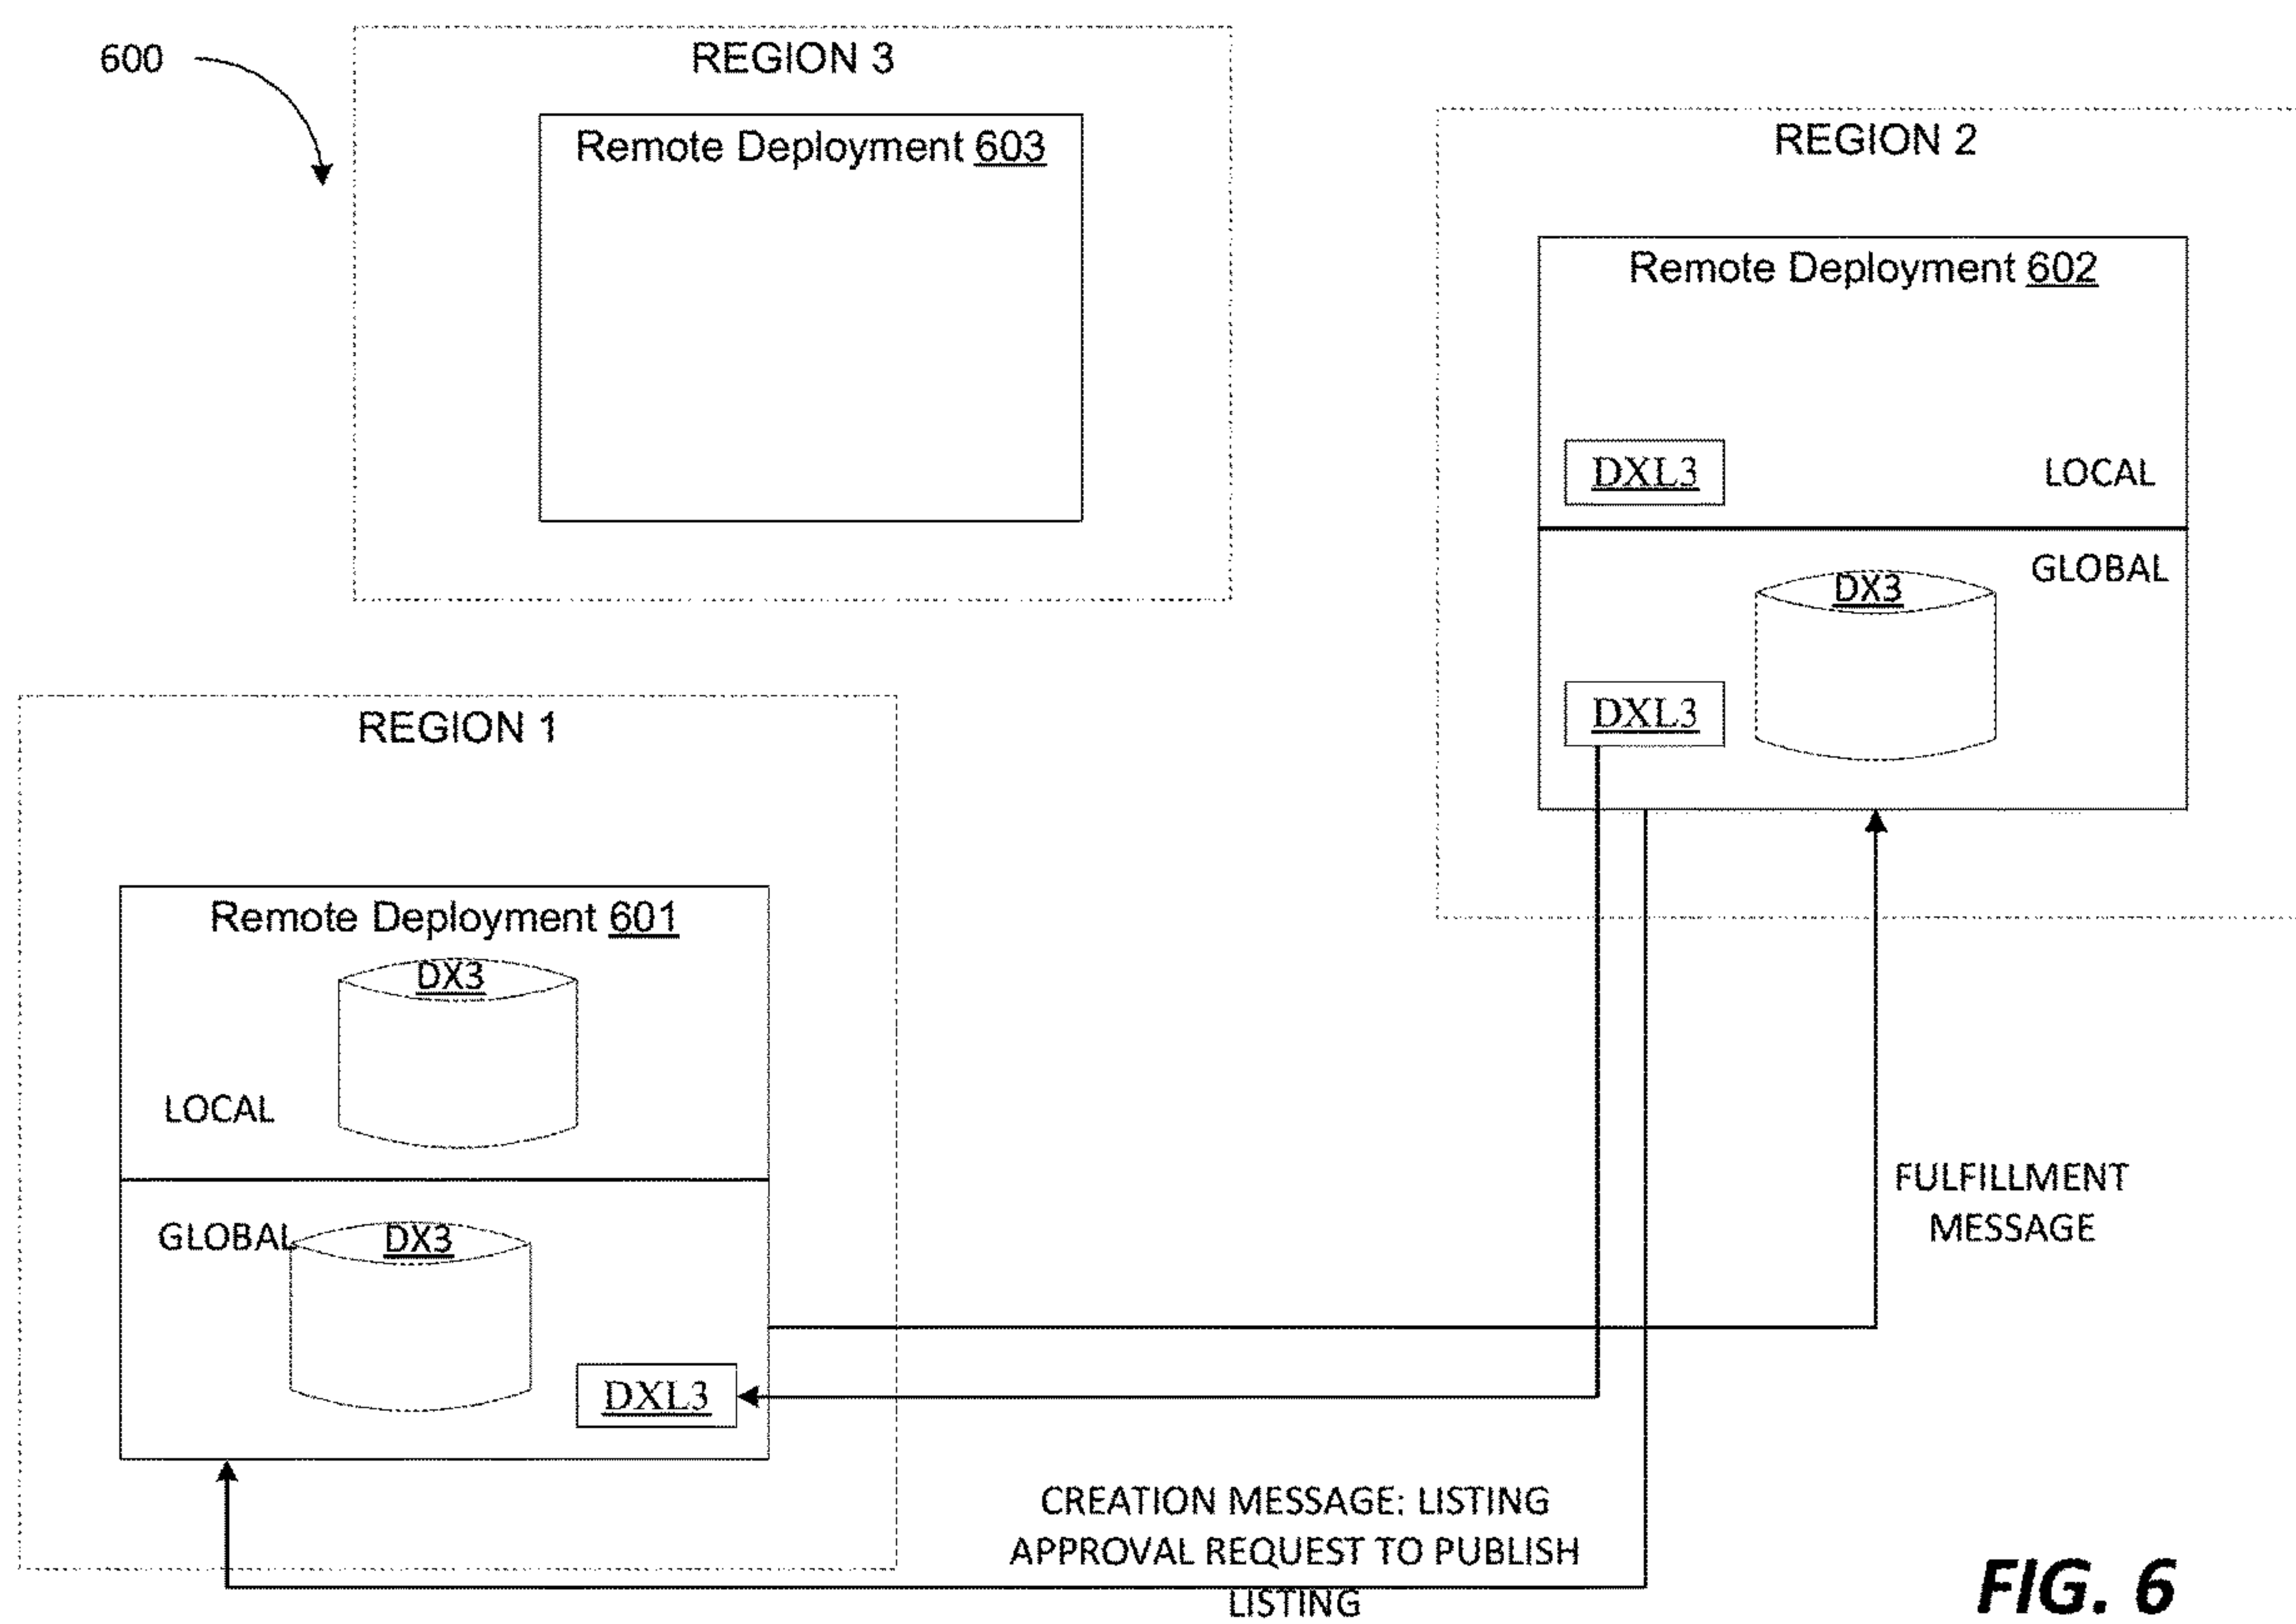 600
REGION 3
Remote Deployment 603
REGION 2
Remote Deployment 602
DXL3
LOCAL
GLOBAL
DX3
DXL3
REGION 1
Remote Deployment 601
DX3
LOCAL
GLOBAL
DX3
DXL3
FULFILLMENT
MESSAGE
CREATION MESSAGE; LISTING
APPROVAL REQUEST TO PUBLISH
LISTING
FIG. 6